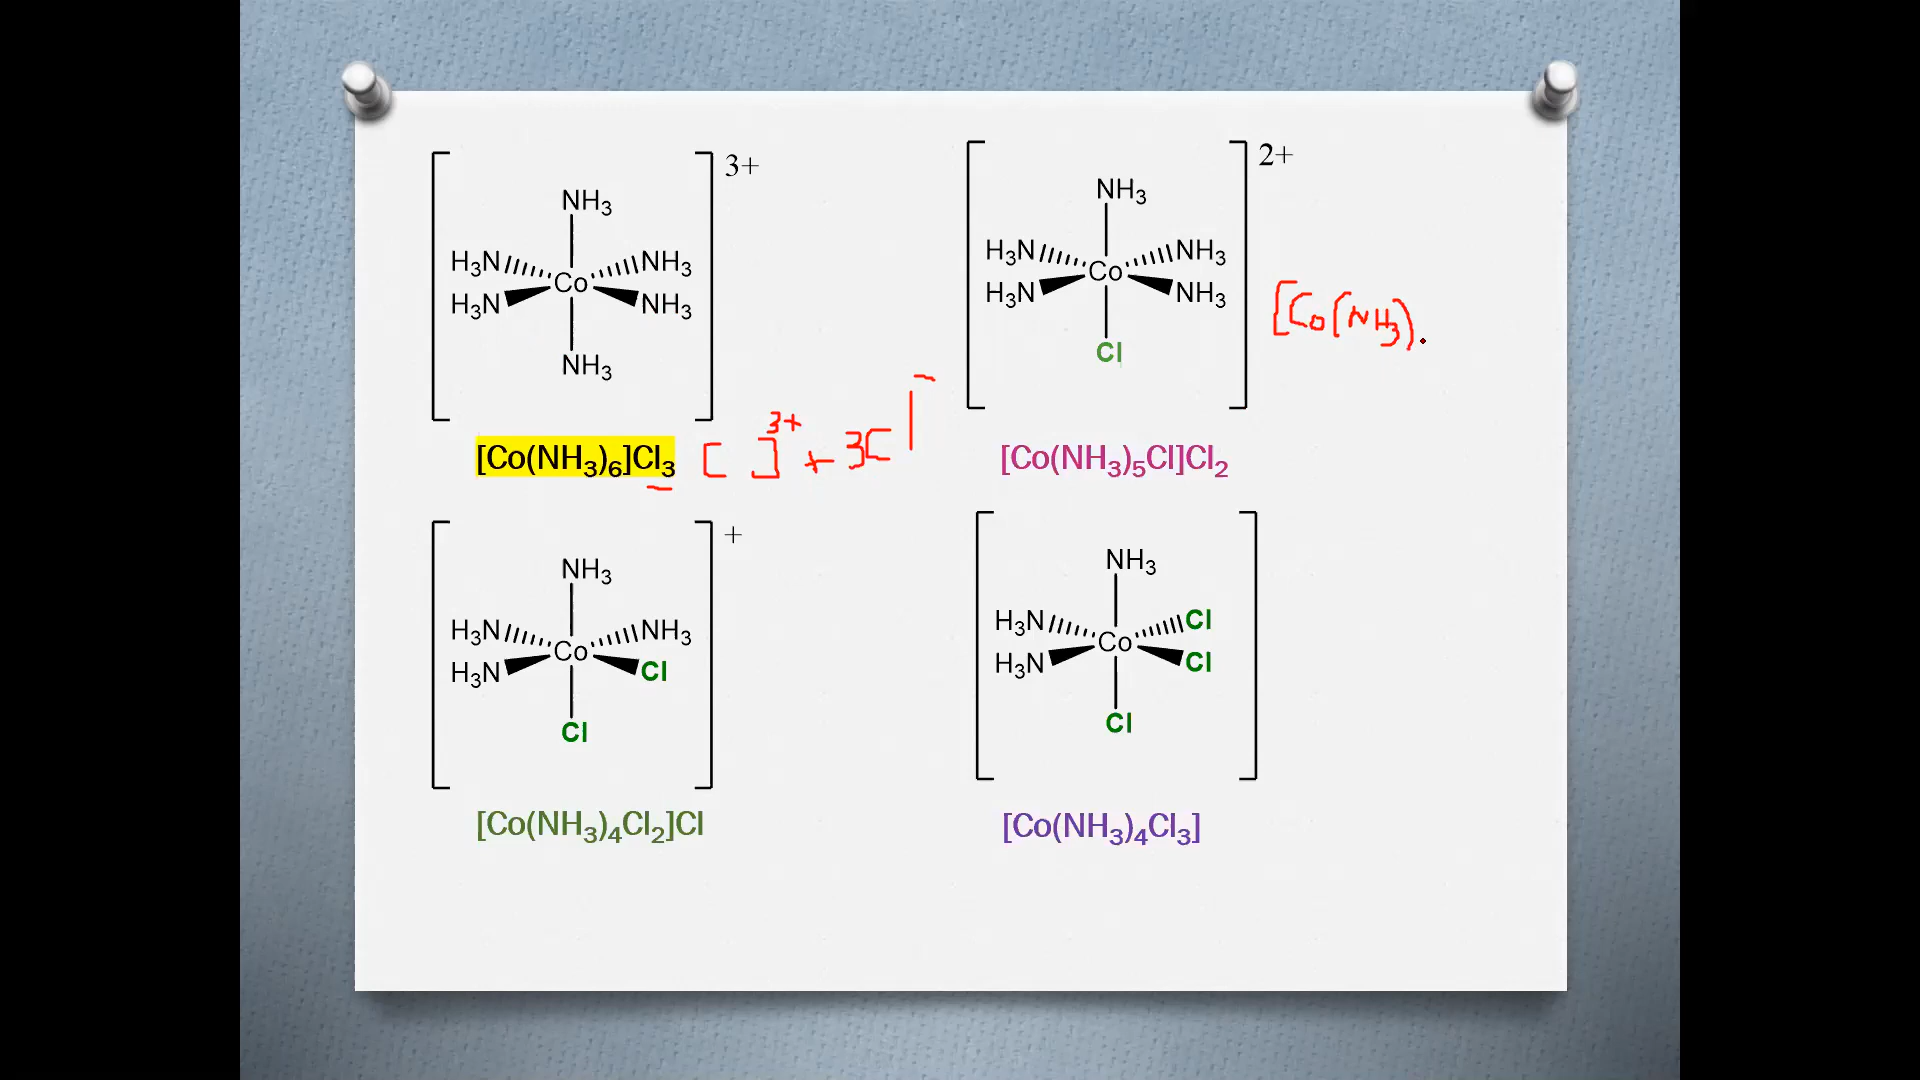 3+
NH₃
H₃N Co NH₃
H₃N NH₃
NH₃
[Co(NH₃)₆]Cl₃
[ ]³⁺ + 3Cl⁻
2+
NH₃
H₃N Co NH₃
H₃N NH₃
Cl
[Co(NH₃)
[Co(NH₃)₅Cl]Cl₂
+
NH₃
H₃N Co NH₃
H₃N Cl
Cl
[Co(NH₃)₄Cl₂]Cl
NH₃
H₃N Co Cl
H₃N Cl
Cl
[Co(NH₃)₄Cl₃]